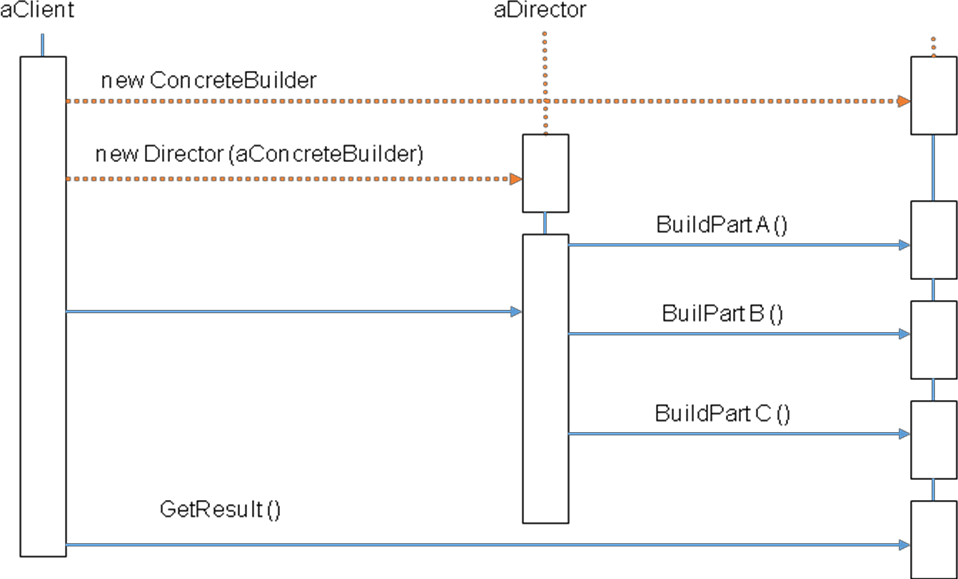 aClient
aDirector
new ConcreteBuilder
new Director (aConcreteBuilder)
BuildPart A ()
BuilPart B ()
BuildPart C ()
GetResult ()